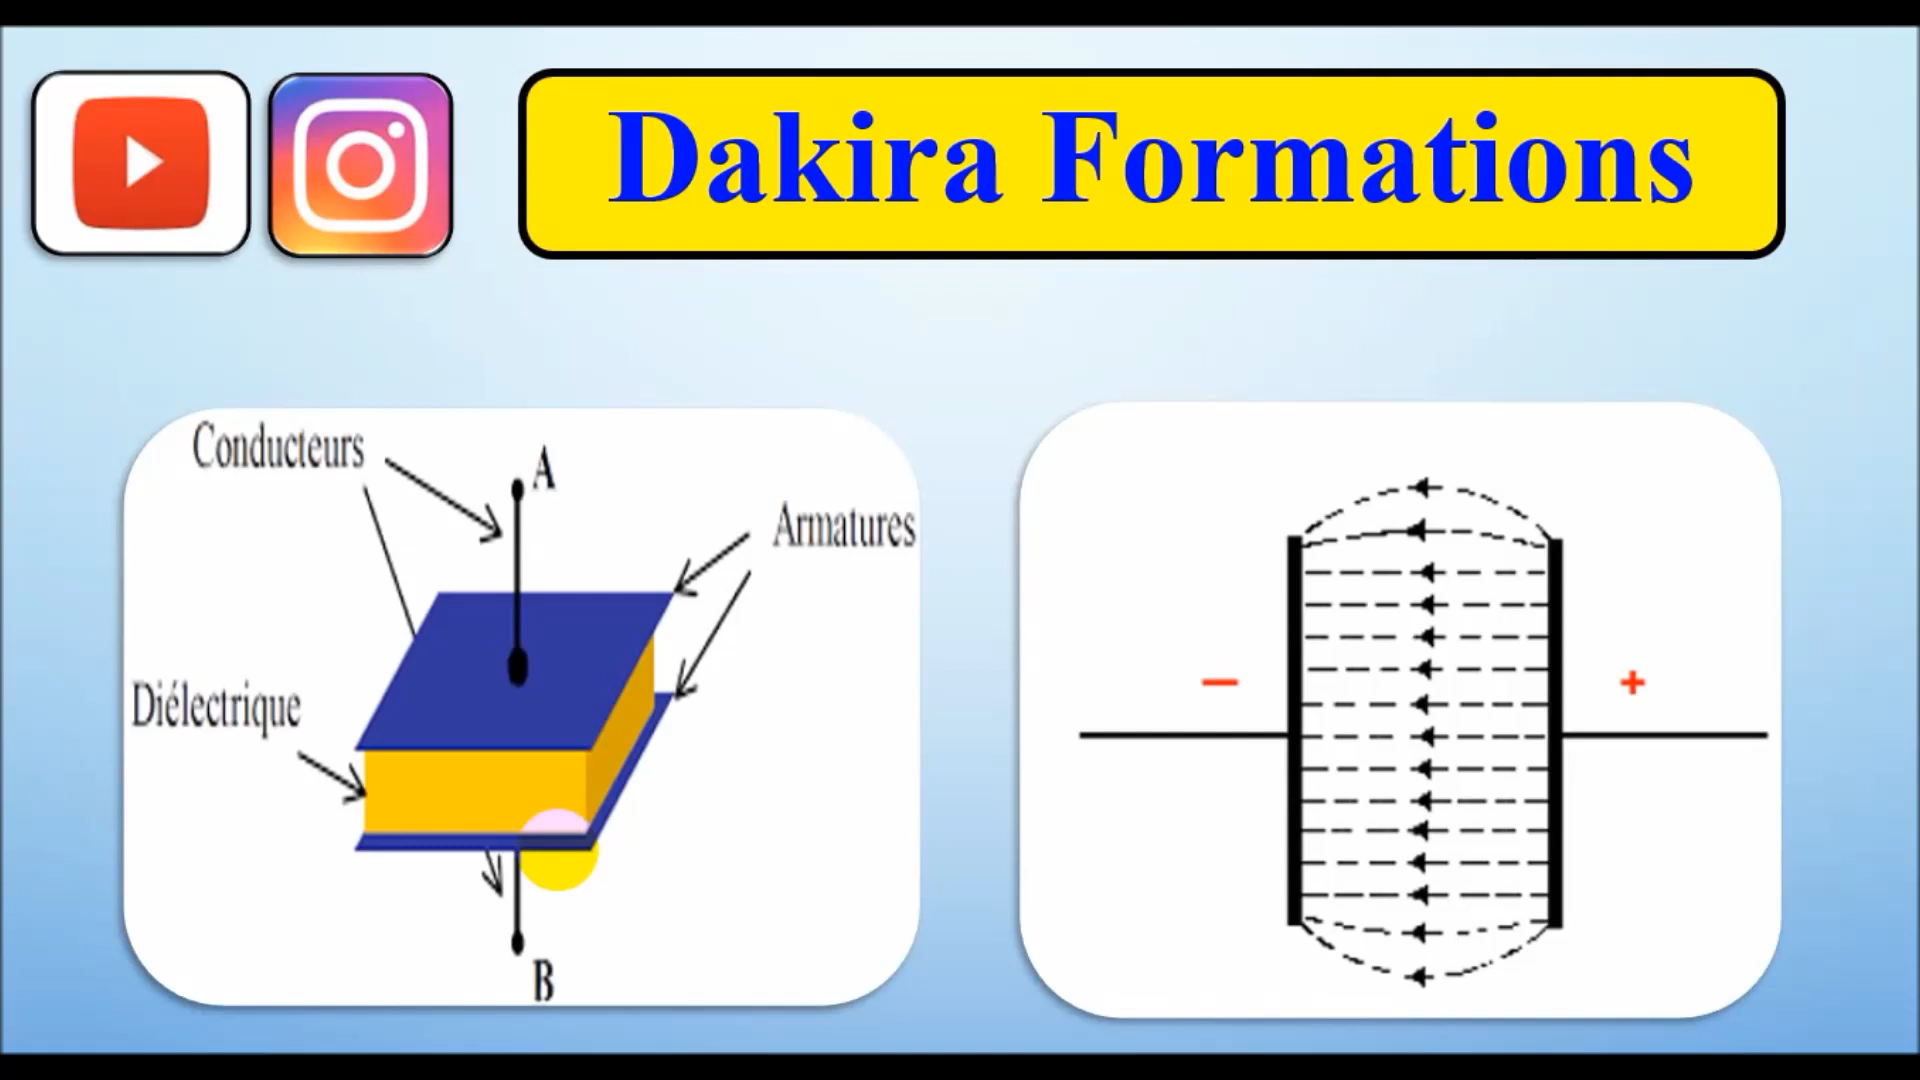 Dakira Formations
Conducteurs
A
Armatures
Diélectrique
B
− +